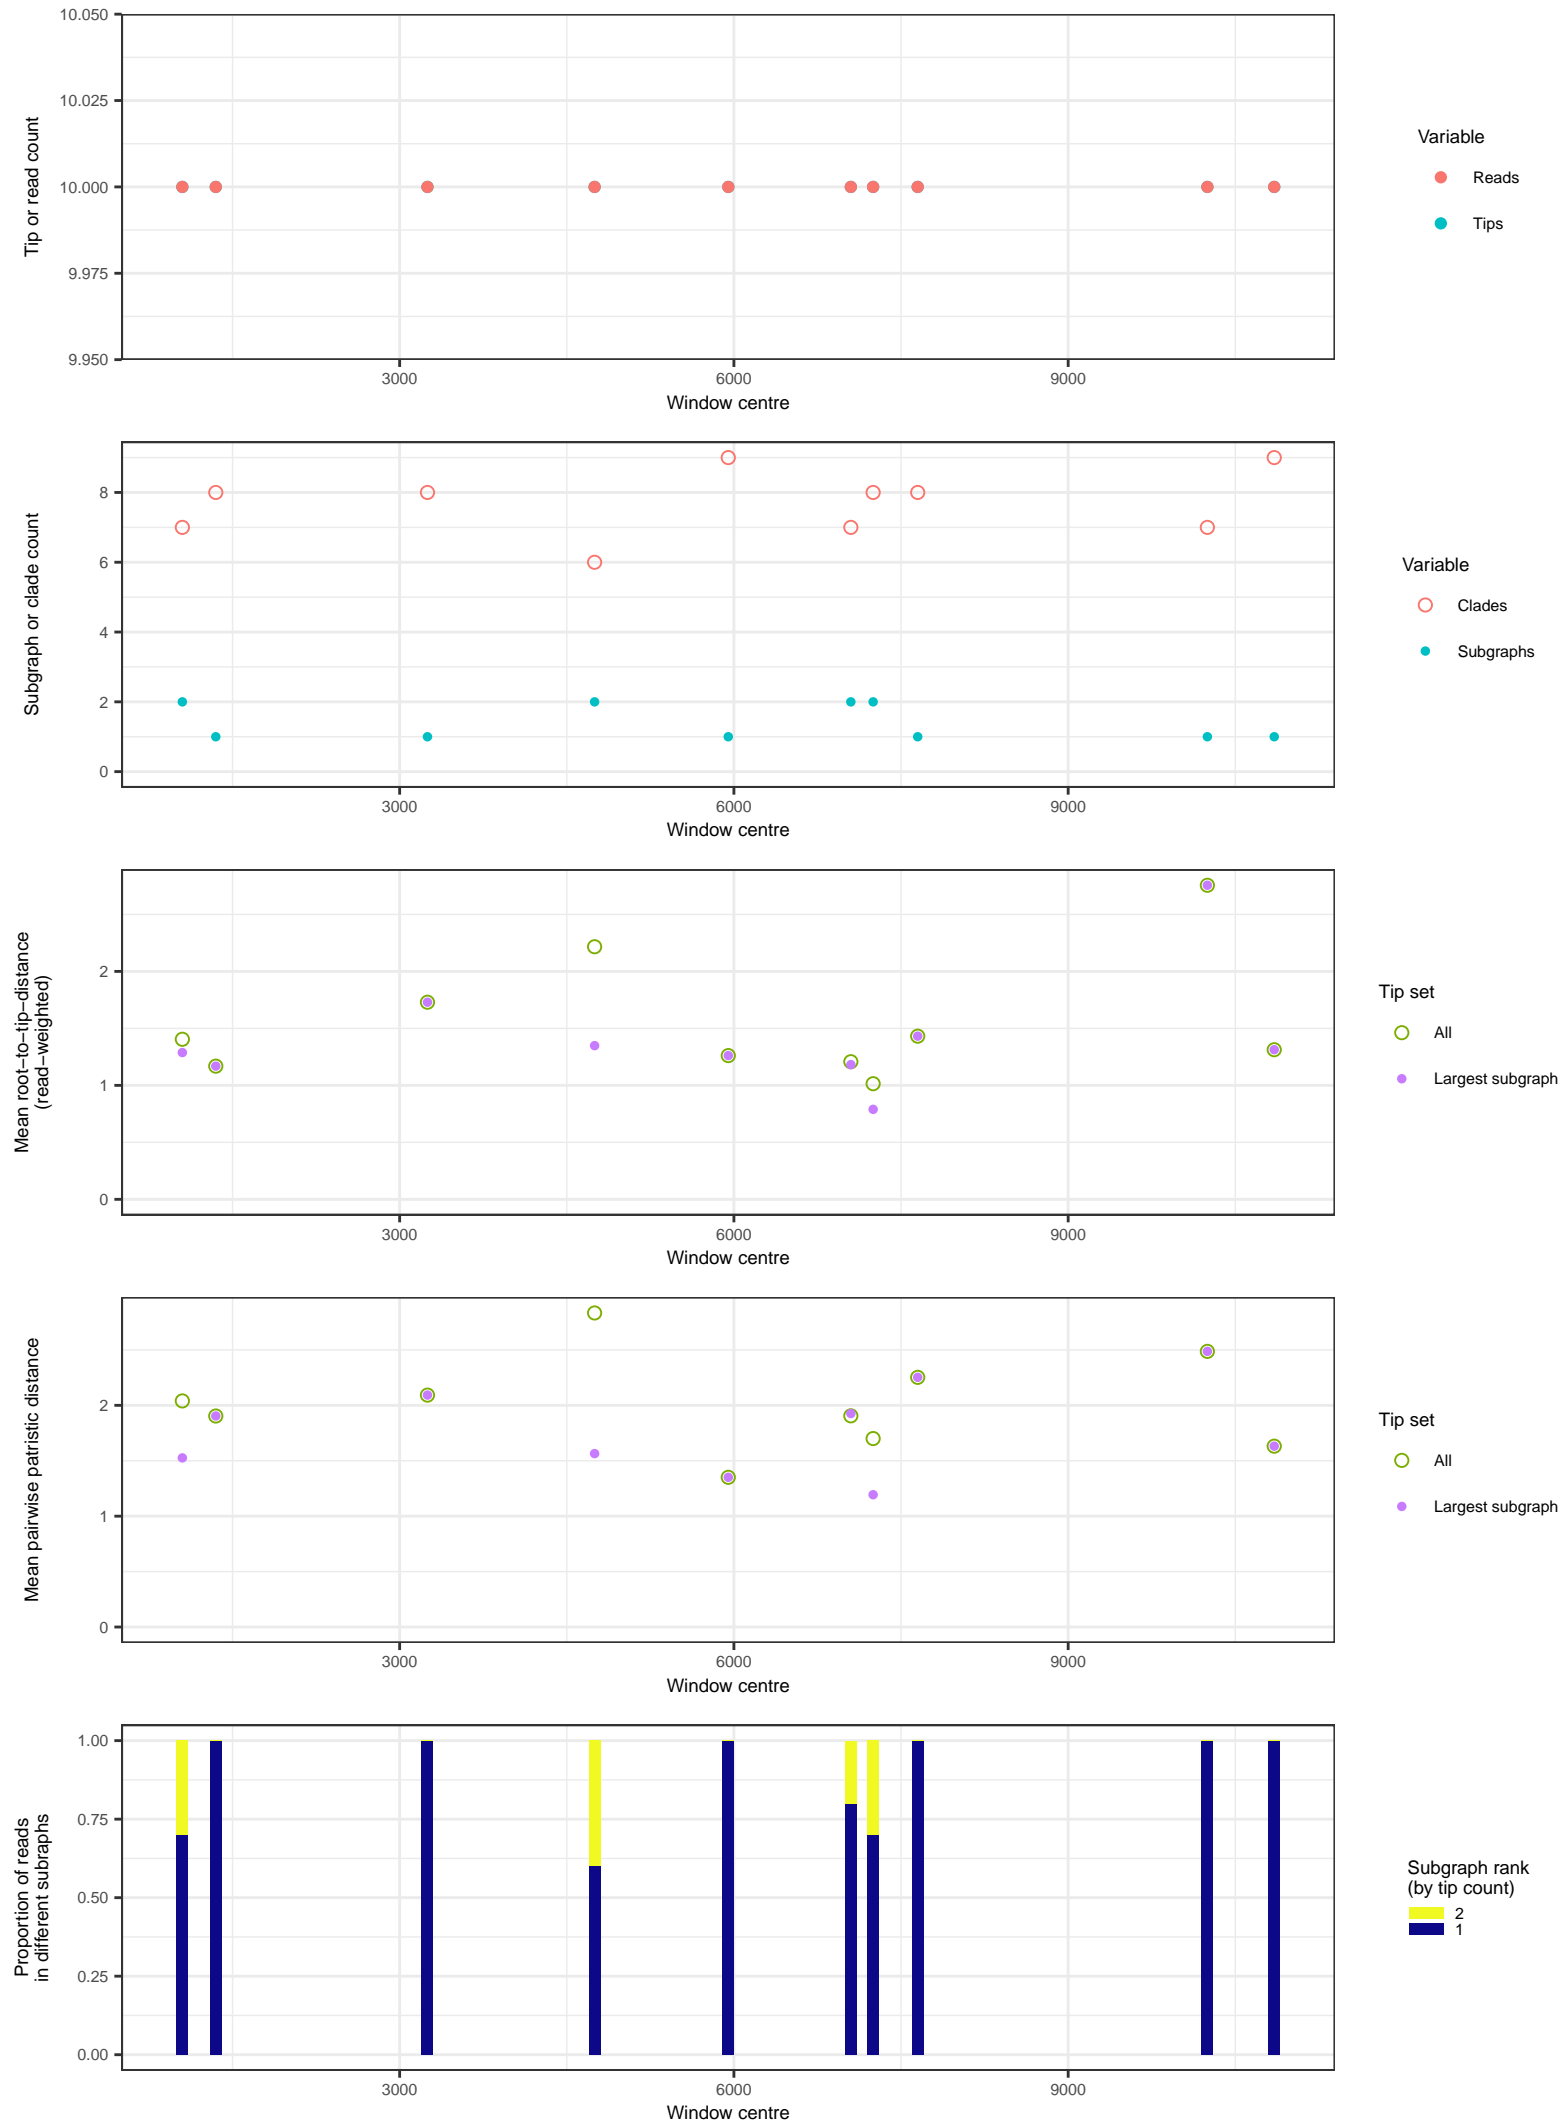 10.050
10.025
10.000
9.975
9.950
Tip or read count
3000 6000 9000
Window centre
Variable
Reads
Tips
8
6
4
2
0
Subgraph or clade count
3000 6000 9000
Window centre
Variable
Clades
Subgraphs
2
1
0
Mean root−to−tip−distance
(read−weighted)
3000 6000 9000
Window centre
Tip set
All
Largest subgraph
2
1
0
Mean pairwise patristic distance
3000 6000 9000
Window centre
Tip set
All
Largest subgraph
1.00
0.75
0.50
0.25
0.00
Proportion of reads
in different subraphs
3000 6000 9000
Window centre
Subgraph rank
(by tip count)
2
1